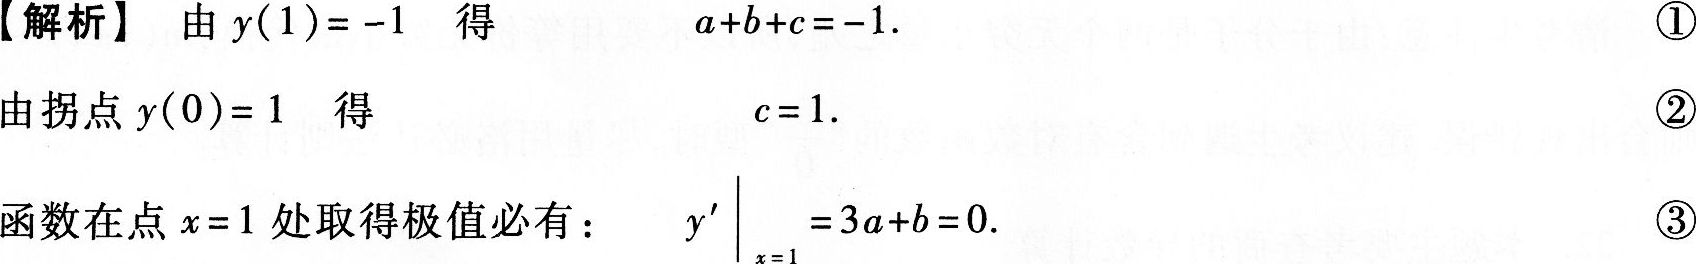 【解析】 由 y(1)= -1 得 a+b+c=-1. ①
由拐点 y(0)= 1 得 c=1. ②
函数在点 x=1 处取得极值必有： y′|x=1 =3a+b=0. ③